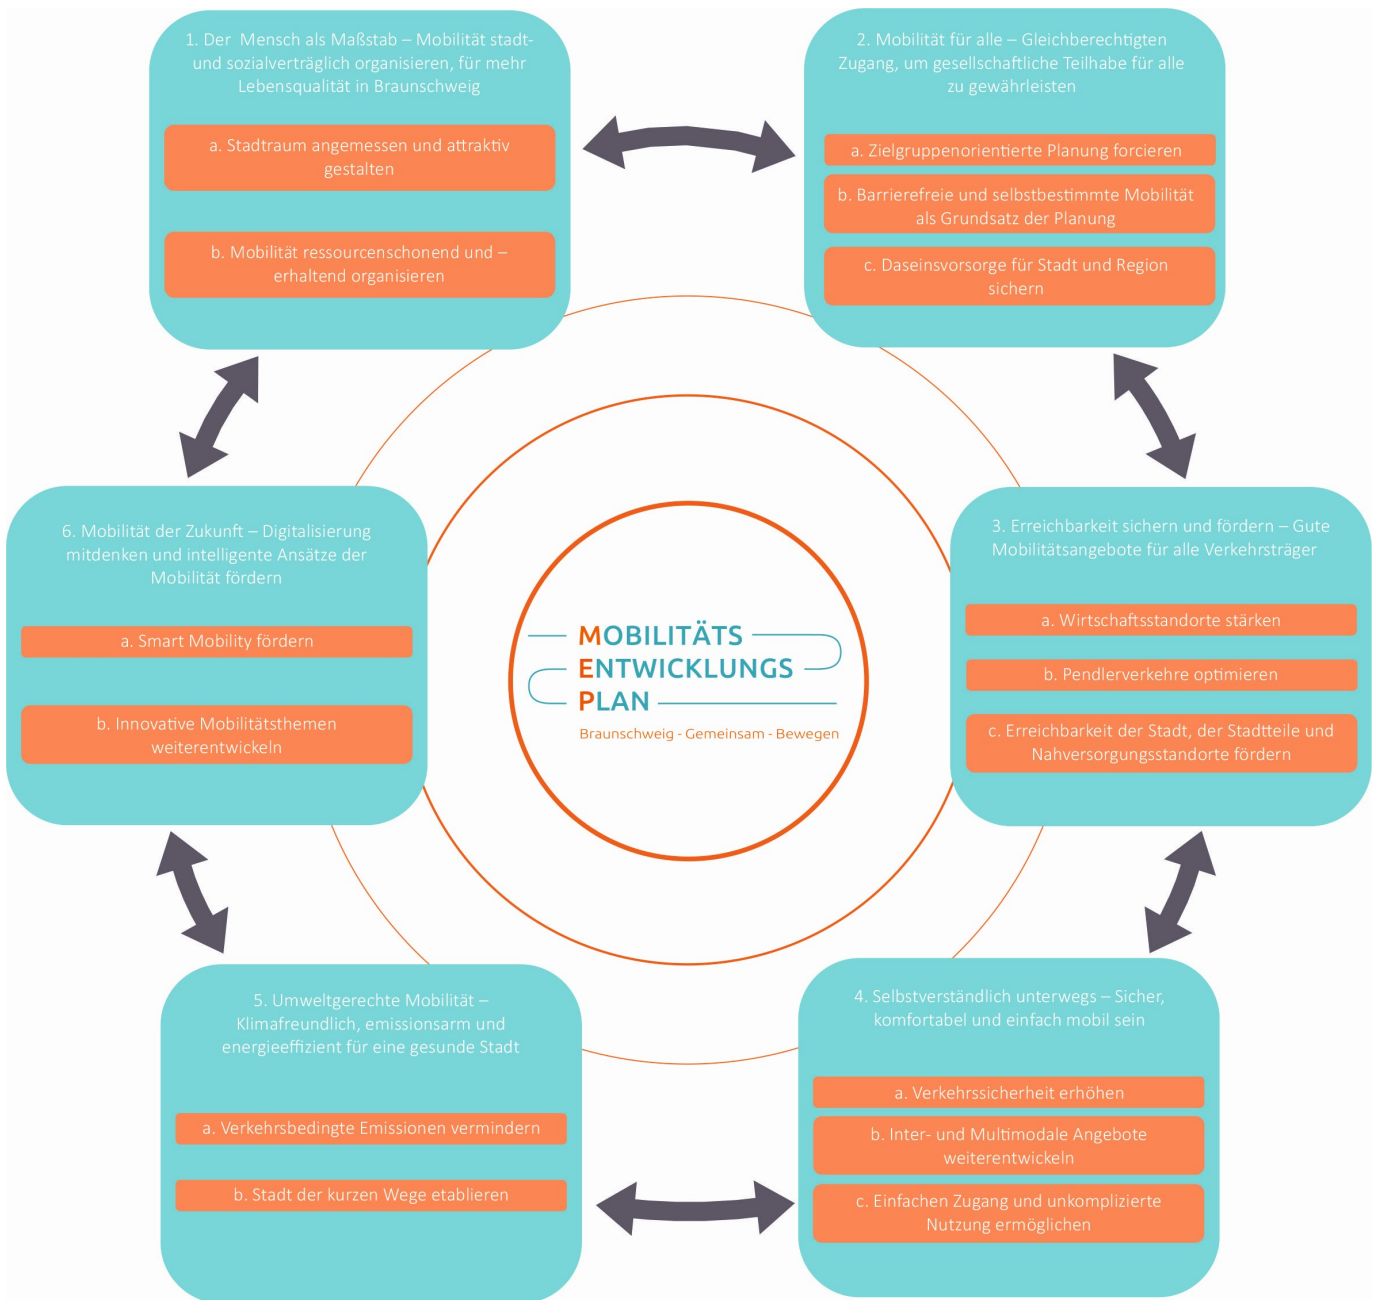 1. Der Mensch als Maßstab – Mobilität stadt-
und sozialverträglich organisieren, für mehr
Lebensqualität in Braunschweig
a. Stadtraum angemessen und attraktiv
gestalten
b. Mobilität ressourcenschonend und –
erhaltend organisieren
2. Mobilität für alle – Gleichberechtigten
Zugang, um gesellschaftliche Teilhabe für alle
zu gewährleisten
a. Zielgruppenorientierte Planung forcieren
b. Barrierefreie und selbstbestimmte Mobilität
als Grundsatz der Planung
c. Daseinsvorsorge für Stadt und Region
sichern
3. Erreichbarkeit sichern und fördern – Gute
Mobilitätsangebote für alle Verkehrsträger
a. Wirtschaftsstandorte stärken
b. Pendlerverkehre optimieren
c. Erreichbarkeit der Stadt, der Stadtteile und
Nahversorgungsstandorte fördern
4. Selbstverständlich unterwegs – Sicher,
komfortabel und einfach mobil sein
a. Verkehrssicherheit erhöhen
b. Inter- und Multimodale Angebote
weiterentwickeln
c. Einfachen Zugang und unkomplizierte
Nutzung ermöglichen
5. Umweltgerechte Mobilität –
Klimafreundlich, emissionsarm und
energieeffizient für eine gesunde Stadt
a. Verkehrsbedingte Emissionen vermindern
b. Stadt der kurzen Wege etablieren
6. Mobilität der Zukunft – Digitalisierung
mitdenken und intelligente Ansätze der
Mobilität fördern
a. Smart Mobility fördern
b. Innovative Mobilitätsthemen
weiterentwickeln
MOBILITÄTS
ENTWICKLUNGS
PLAN
Braunschweig - Gemeinsam - Bewegen